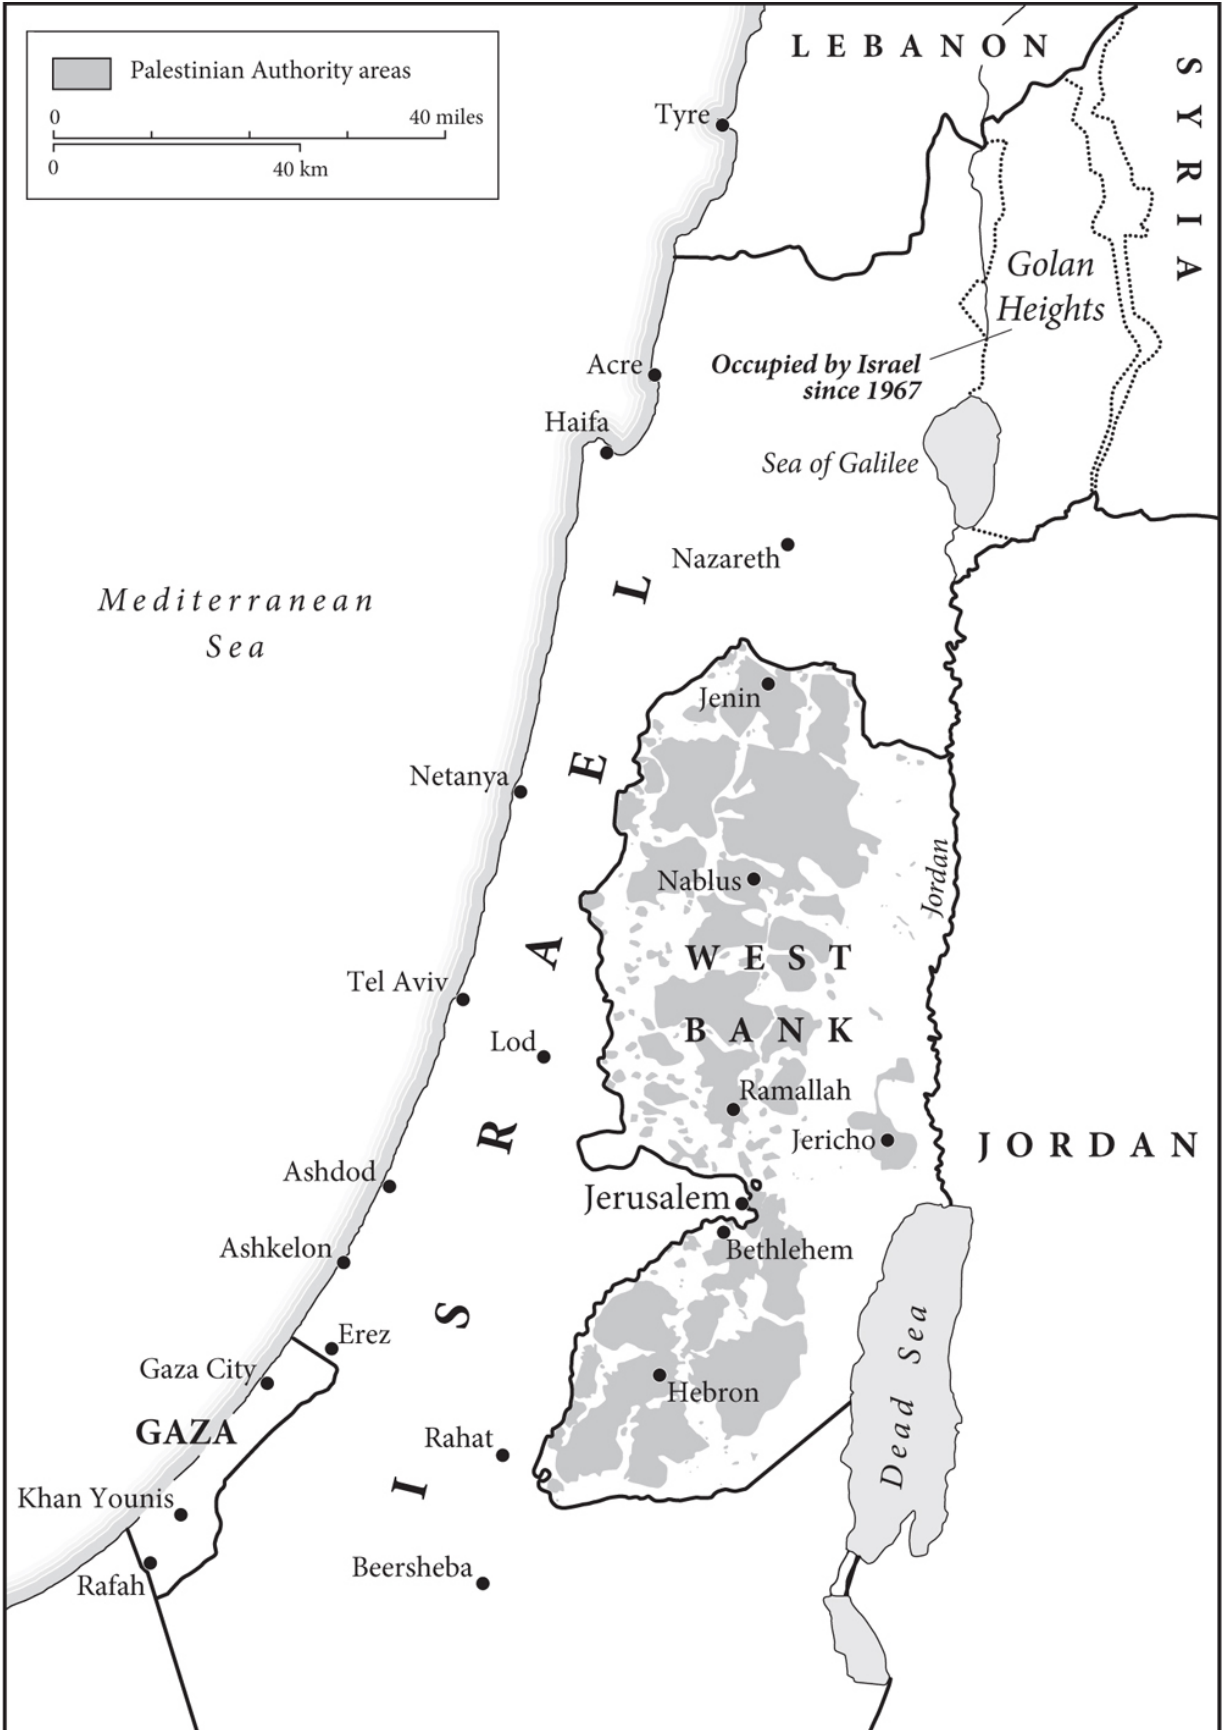 LEBANON
SYRIA
Palestinian Authority areas
0 40 miles
0 40 km
Tyre
Golan
Heights
Occupied by Israel
since 1967
Acre
Haifa
Sea of Galilee
Nazareth
Mediterranean
Sea
Jenin
Netanya
Nablus
Jordan
WEST
BANK
Tel Aviv
Lod
Ramallah
Jericho
JORDAN
Ashdod
Jerusalem
Bethlehem
Ashkelon
Erez
Gaza City
GAZA
Hebron
Dead Sea
Rahat
ISRAEL
Khan Younis
Rafah
Beersheba